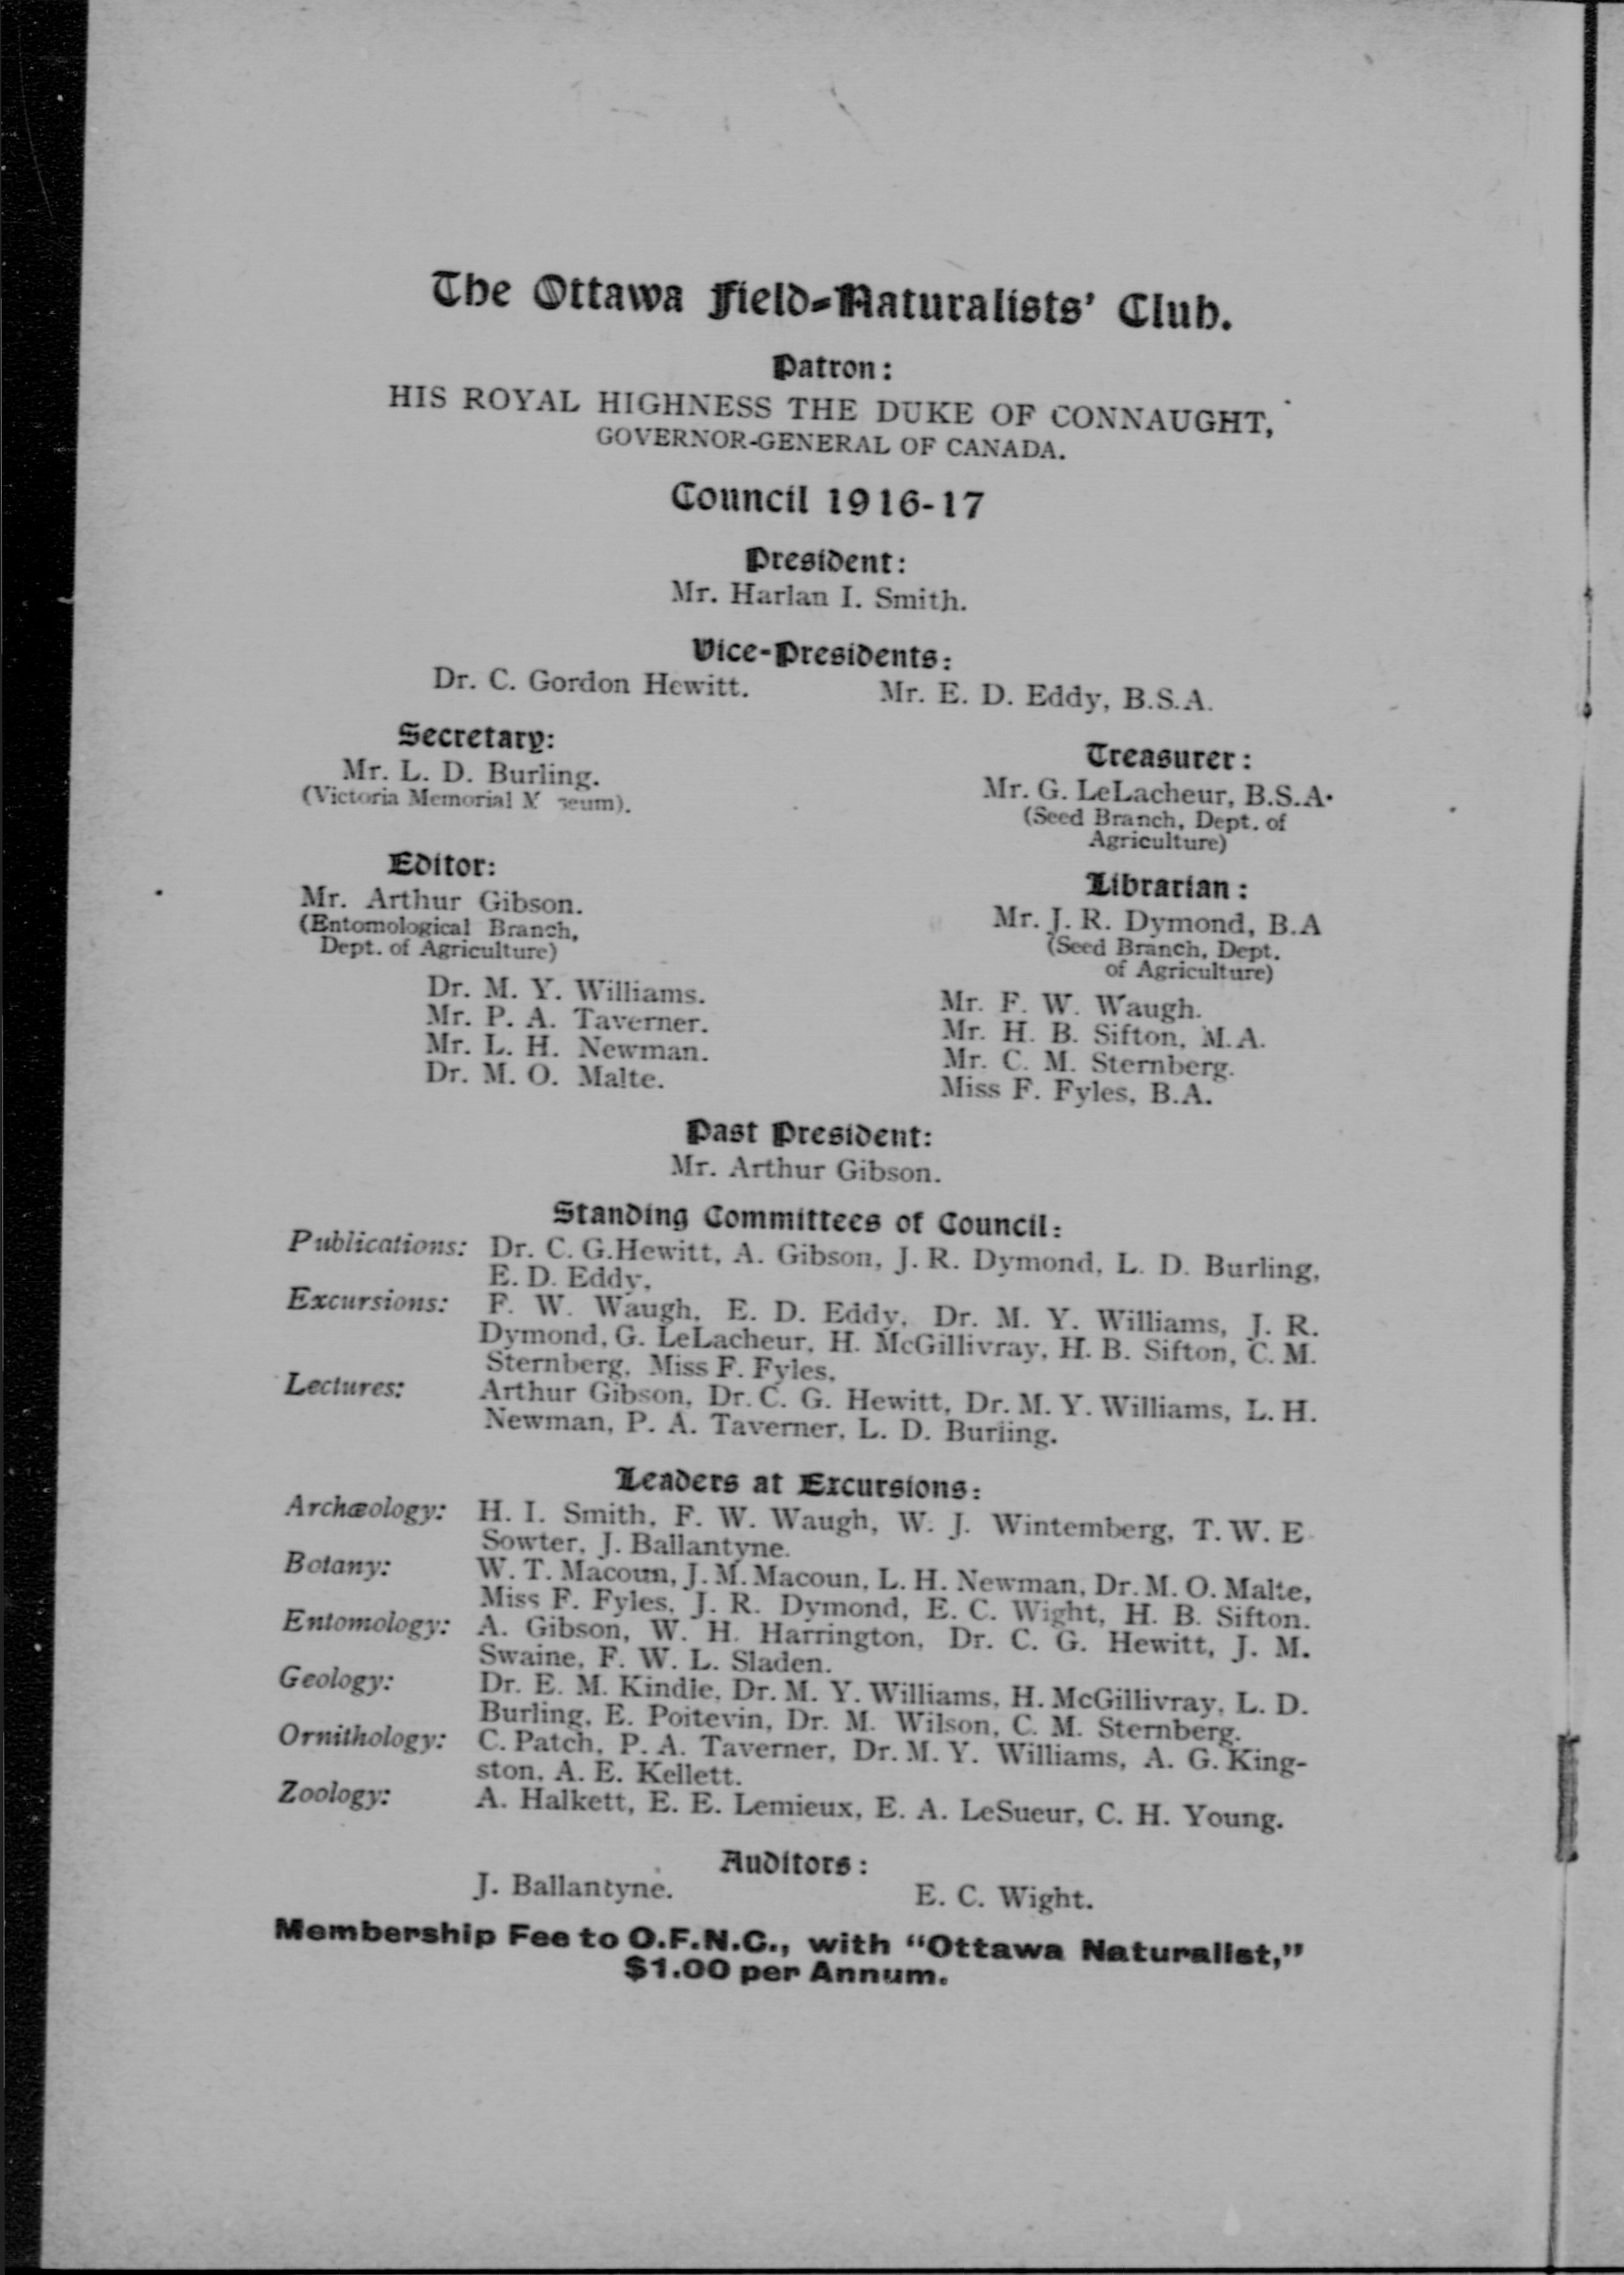 The Ottawa Field-Naturalists' Club.
Patron:
HIS ROYAL HIGHNESS THE DUKE OF CONNAUGHT,
GOVERNOR-GENERAL OF CANADA.
Council 1916-17
President:
Mr. Harlan I. Smith.
Vice-Presidents:
Dr. C. Gordon Hewitt. Mr. E. D. Eddy, B.S.A.
Secretary:
Mr. L. D. Burling.
(Victoria Memorial M seum).
Treasurer:
Mr. G. LeLacheur, B.S.A.
(Seed Branch, Dept. of
Agriculture)
Editor:
Mr. Arthur Gibson.
(Entomological Branch,
Dept. of Agriculture)
Librarian:
Mr. J. R. Dymond, B.A
(Seed Branch, Dept.
of Agriculture)
Dr. M. Y. Williams.
Mr. P. A. Taverner.
Mr. L. H. Newman.
Dr. M. O. Malte.
Mr. F. W. Waugh.
Mr. H. B. Sifton, M.A.
Mr. C. M. Sternberg.
Miss F. Fyles, B.A.
Past President:
Mr. Arthur Gibson.
Standing Committees of Council:
Publications: Dr. C. G.Hewitt, A. Gibson, J. R. Dymond, L. D. Burling,
E. D. Eddy.
Excursions: F. W. Waugh, E. D. Eddy, Dr. M. Y. Williams, J. R.
Dymond, G. LeLacheur, H. McGillivray, H. B. Sifton, C. M.
Sternberg, Miss F. Fyles.
Lectures: Arthur Gibson, Dr. C. G. Hewitt, Dr. M. Y. Williams, L. H.
Newman, P. A. Taverner, L. D. Burling.
Leaders at Excursions:
Archæology: H. I. Smith, F. W. Waugh, W. J. Wintemberg, T. W. E
Sowter, J. Ballantyne.
Botany: W. T. Macoun, J. M. Macoun, L. H. Newman, Dr. M. O. Malte,
Miss F. Fyles, J. R. Dymond, E. C. Wight, H. B. Sifton.
Entomology: A. Gibson, W. H. Harrington, Dr. C. G. Hewitt, J. M.
Swaine, F. W. L. Sladen.
Geology: Dr. E. M. Kindle, Dr. M. Y. Williams, H. McGillivray, L. D.
Burling, E. Poitevin, Dr. M. Wilson, C. M. Sternberg.
Ornithology: C. Patch, P. A. Taverner, Dr. M. Y. Williams, A. G. King-
ston, A. E. Kellett.
Zoology: A. Halkett, E. E. Lemieux, E. A. LeSueur, C. H. Young.
Auditors:
J. Ballantyne. E. C. Wight.
Membership Fee to O.F.N.C., with "Ottawa Naturalist,"
$1.00 per Annum.